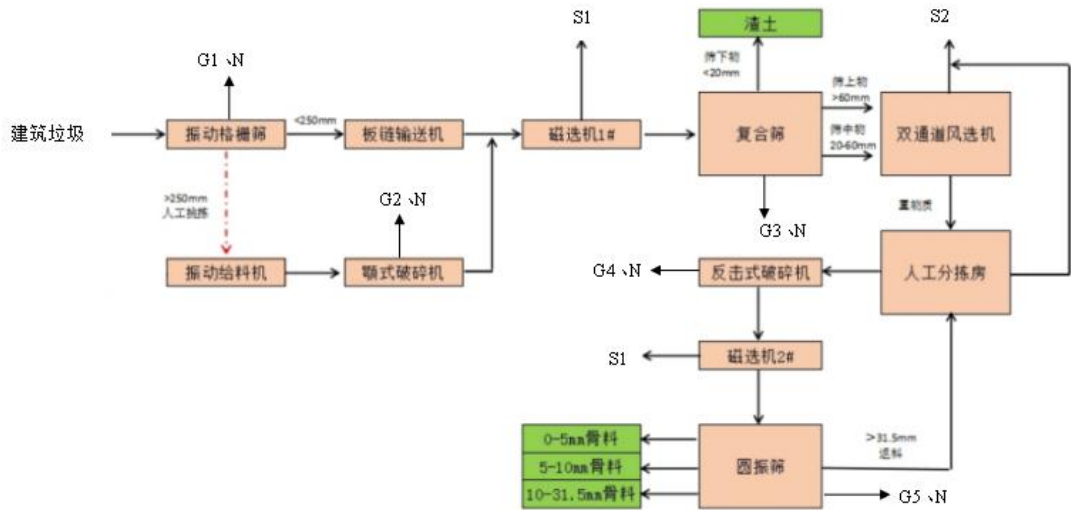 S1
渣土
S2
G1、N
筛下物
<20mm
筛上物
>60mm
建筑垃圾
振动格栅筛
<250mm
板链输送机
磁选机1#
复合筛
筛中物
20-60mm
双通道风选机
>250mm
人工挑拣
G2、N
重物质
G3、N
振动给料机
颚式破碎机
G4、N
反击式破碎机
人工分拣房
S1
磁选机2#
0-5mm骨料
5-10mm骨料
10-31.5mm骨料
圆振筛
>31.5mm
返料
G5、N